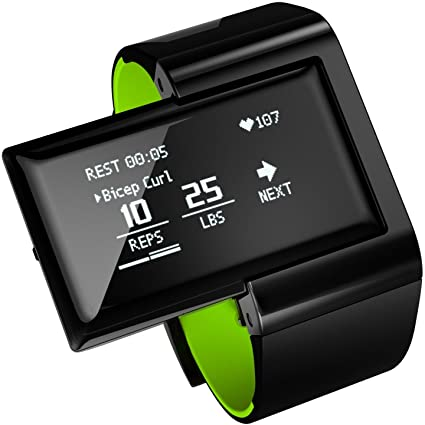 107
REST 00:05
Bicep Curl
10 25
REPS LBS
NEXT